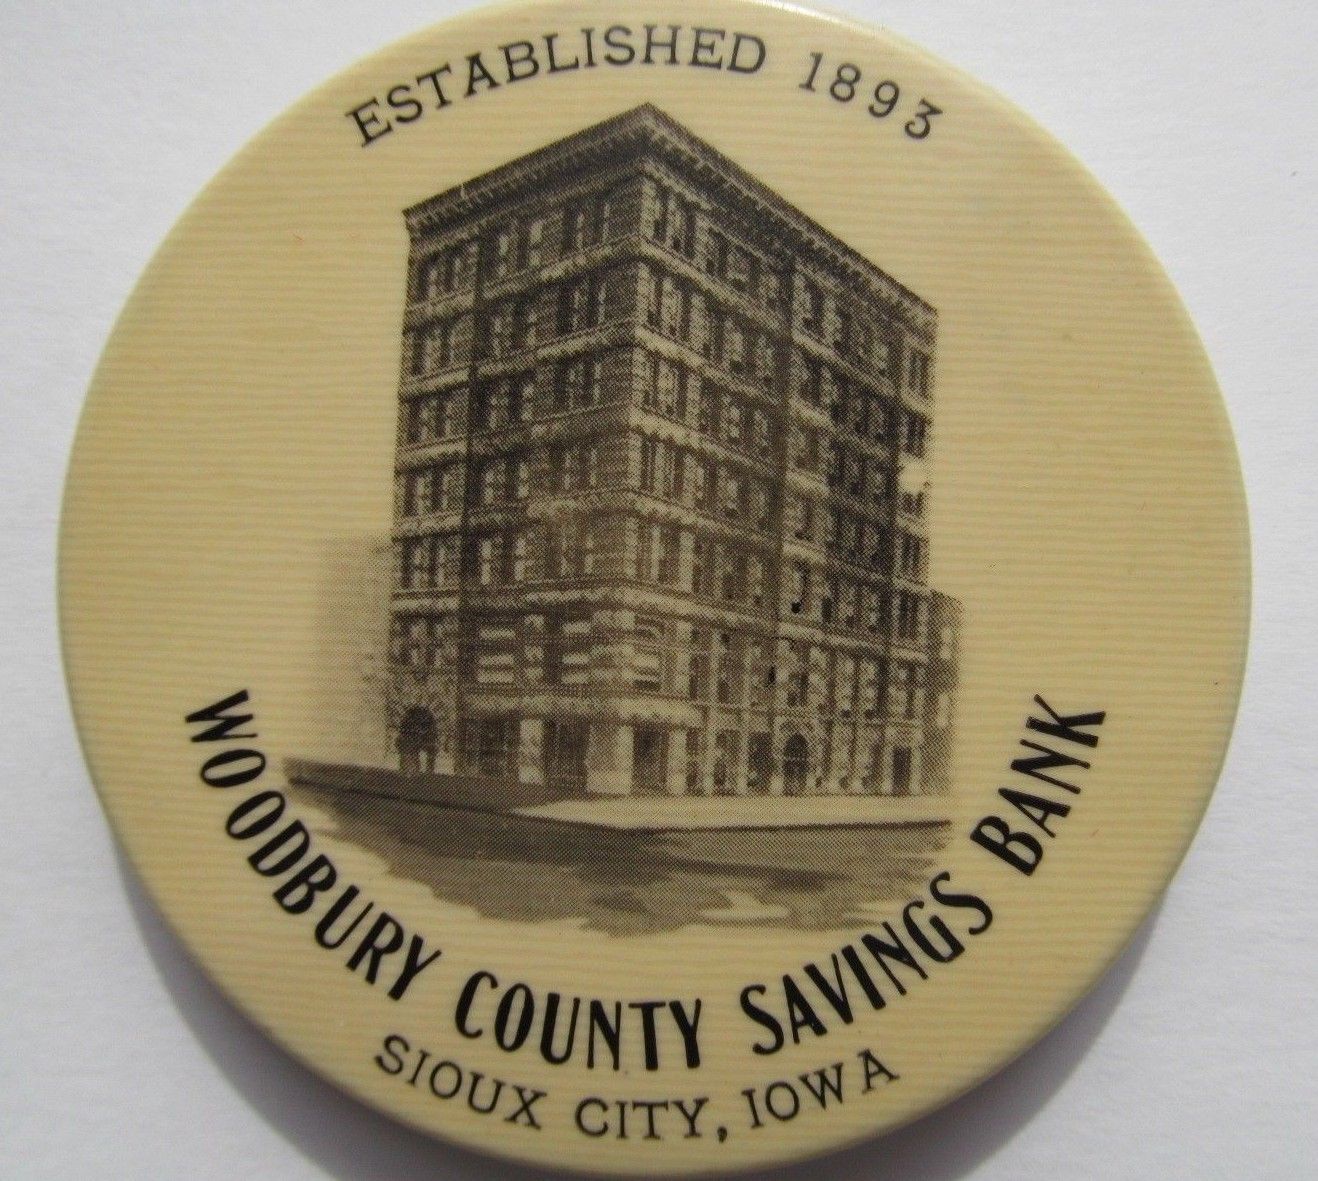 ESTABLISHED 1893
WOODBURY COUNTY SAVINGS BANK
SIOUX CITY, IOWA